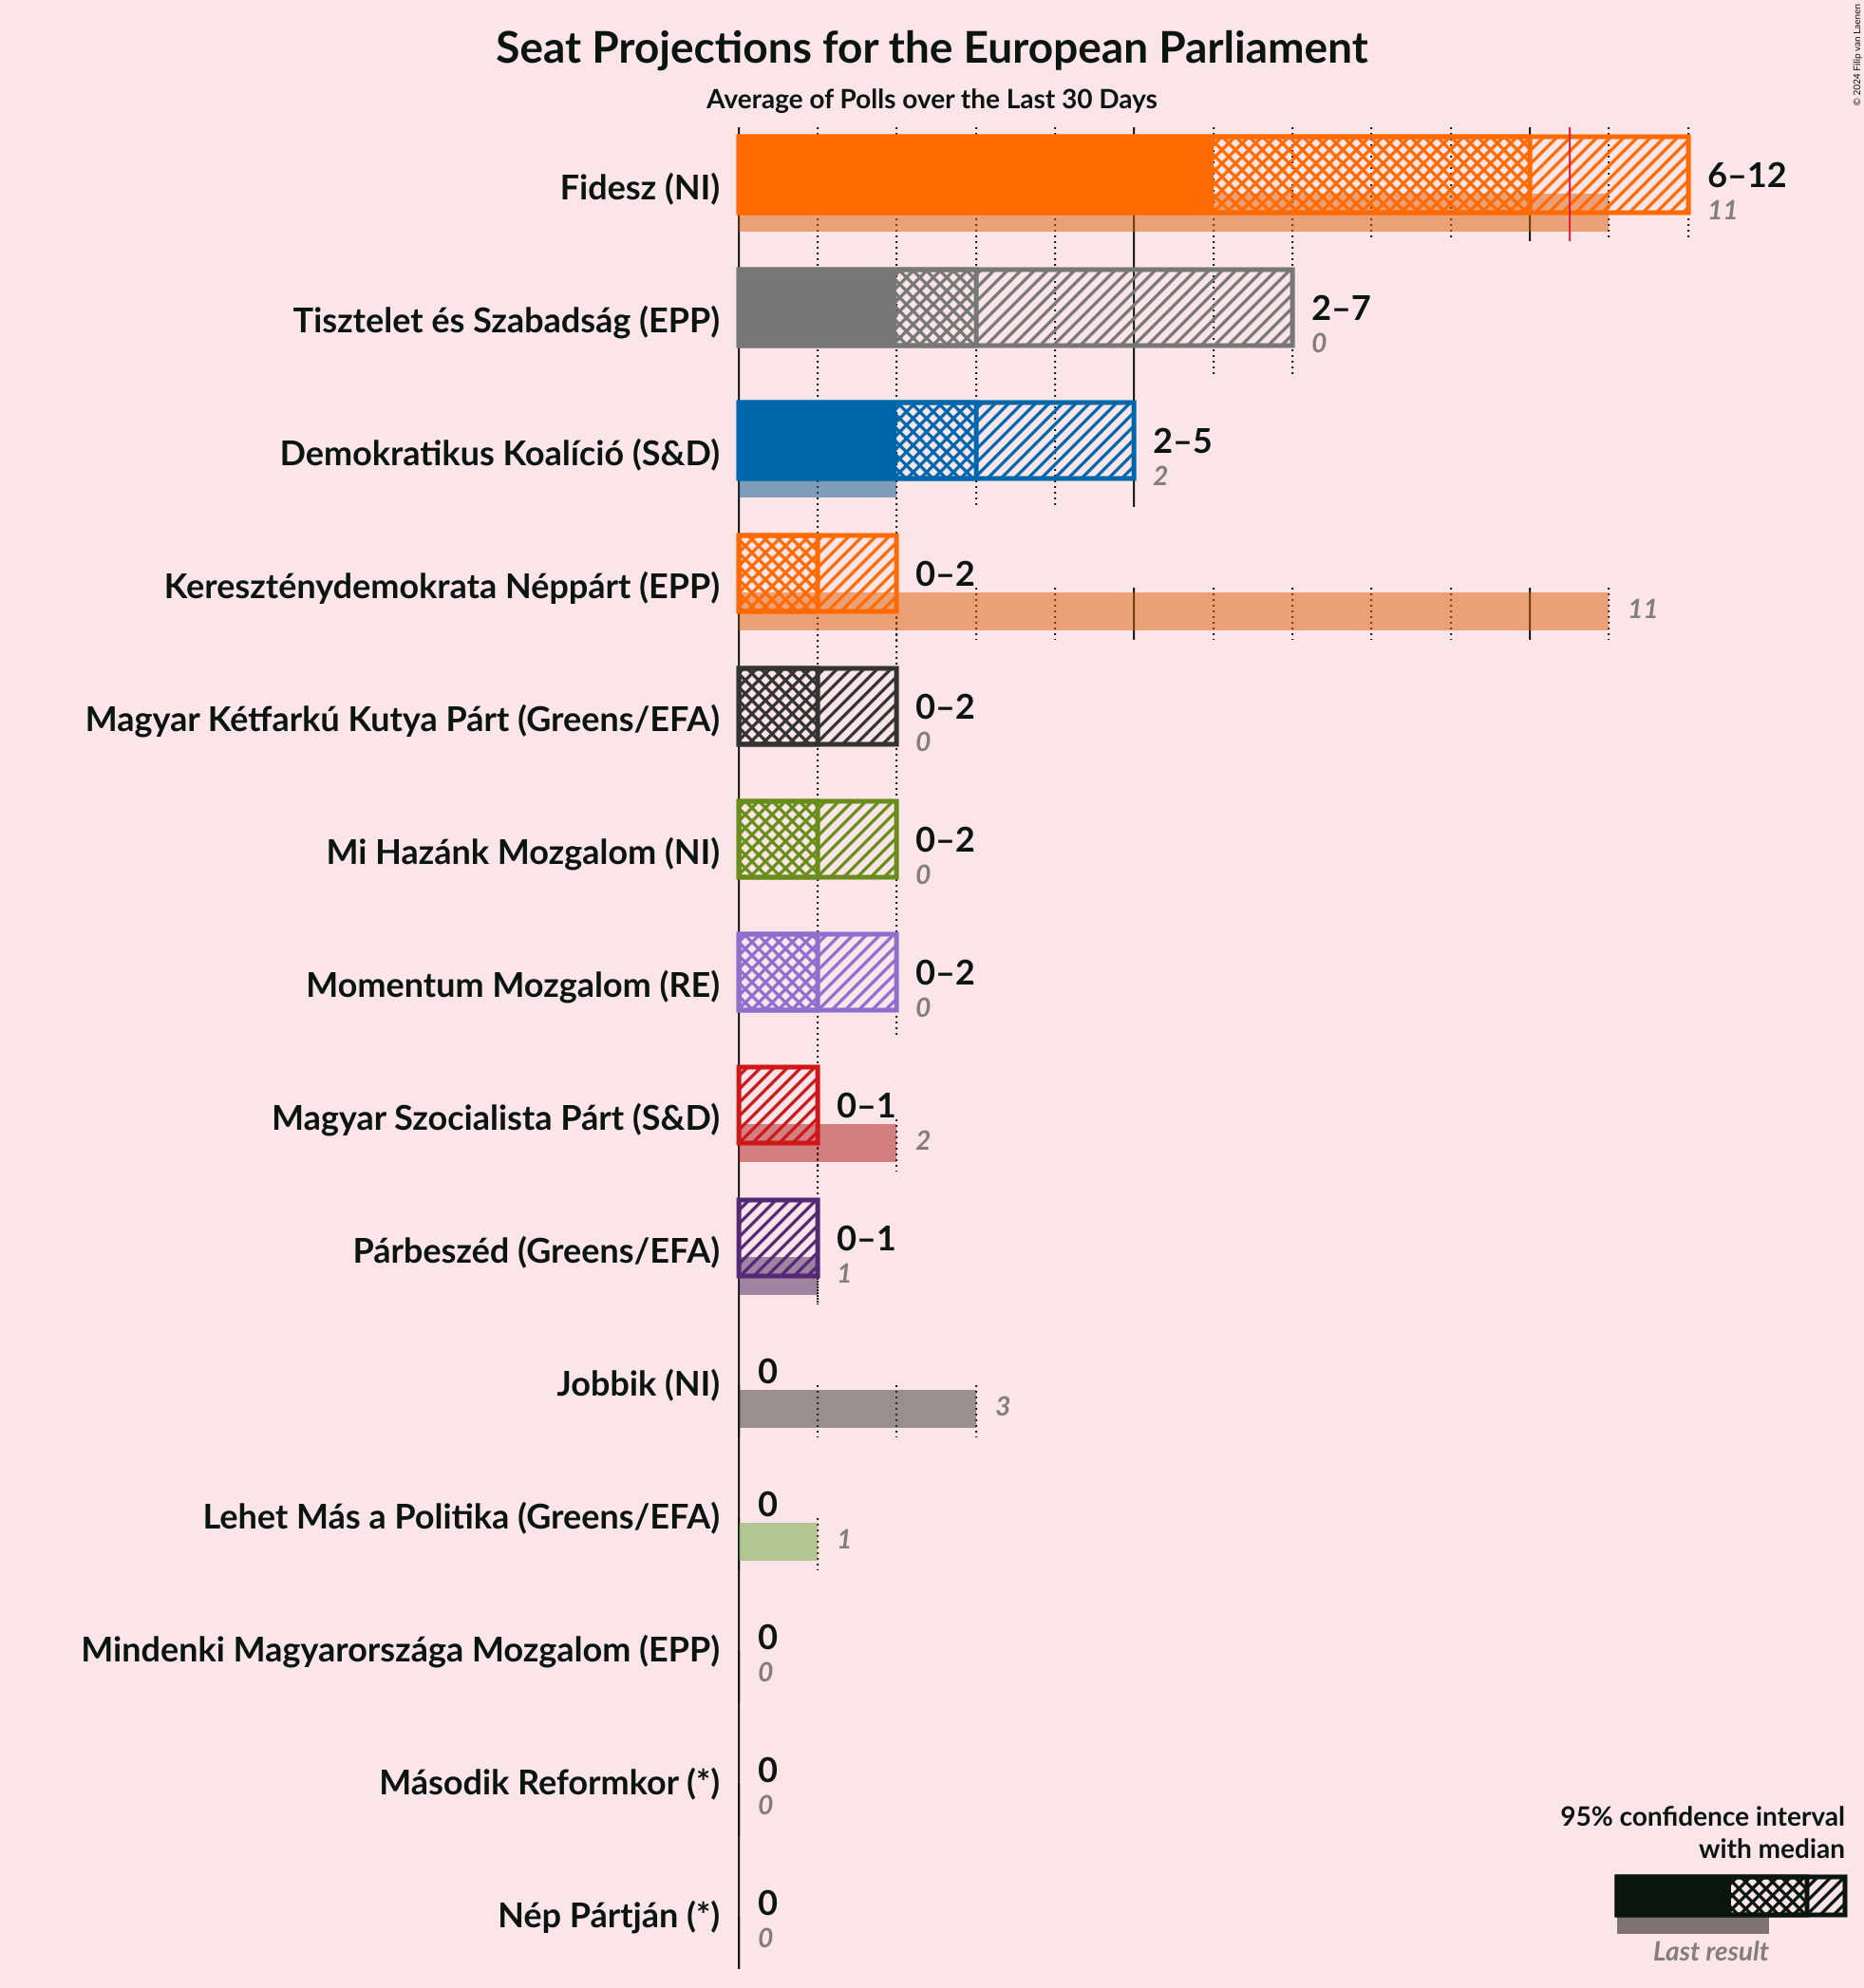 © 2024 Filip van Laenen
Seat Projections for the European Parliament
Average of Polls over the Last 30 Days
Fidesz (NI)
6–12
11
Tisztelet és Szabadság (EPP)
2–7
0
Demokratikus Koalíció (S&D)
2–5
2
Kereszténydemokrata Néppárt (EPP)
0–2
11
Magyar Kétfarkú Kutya Párt (Greens/EFA)
0–2
0
Mi Hazánk Mozgalom (NI)
0–2
0
Momentum Mozgalom (RE)
0–2
0
Magyar Szocialista Párt (S&D)
0–1
2
Párbeszéd (Greens/EFA)
0–1
1
Jobbik (NI)
0
3
Lehet Más a Politika (Greens/EFA)
0
1
Mindenki Magyarországa Mozgalom (EPP)
0
0
Második Reformkor (*)
0
0
Nép Pártján (*)
0
0
95% confidence interval
with median
Last result